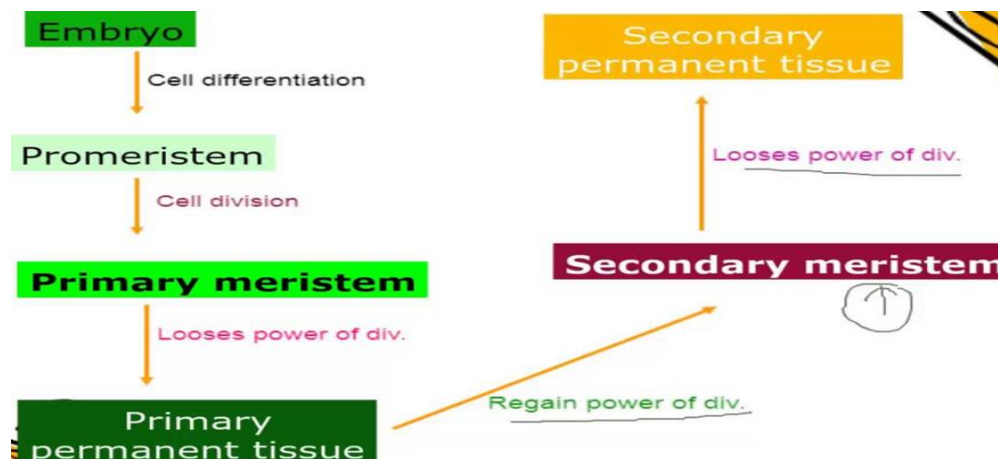 Embryo
Cell differentiation
Promeristem
Cell division
Primary meristem
Looses power of div.
Primary
permanent tissue
Regain power of div.
Secondary meristem
Looses power of div.
Secondary
permanent tissue